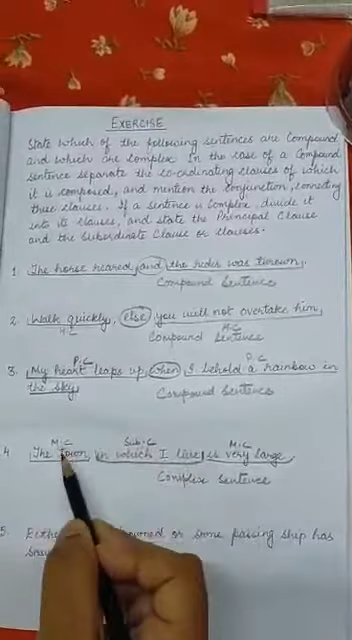 EXERCISE
State which of the following sentences are Compound
and which are Complex. In the case of a Compound
sentence separate the co-ordinating clauses of which
it is composed, and mention the conjunction, connecting
these clauses. If a sentence is Complex, divide it
into its clauses, and state the Principal Clause
and the Subordinate Clause or clauses.
1. The horse reared, and the rider was thrown.
Compound Sentence
2. Walk quickly, else you will not overtake him,
M.C M.C
Compound Sentence
P.C P.C
3. My heart leaps up, when I behold a rainbow in
the sky,
Compound Sentence
M.C Sub.C M.C
4 The Town, in which I live, is very large
Complex Sentence
5. or some passing ship has